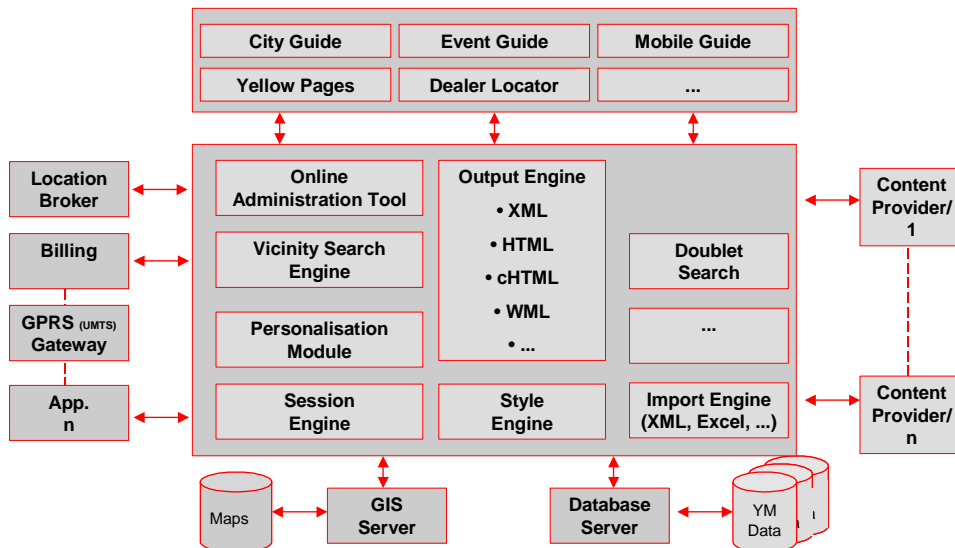 City Guide
Event Guide
Mobile Guide
Yellow Pages
Dealer Locator
...
Location
Broker
Billing
GPRS (UMTS)
Gateway
App.
n
Online
Administration Tool
Vicinity Search
Engine
Personalisation
Module
Session
Engine
Output Engine
• XML
• HTML
• cHTML
• WML
• ...
Style
Engine
Doublet
Search
...
Import Engine
(XML, Excel, ...)
Content
Provider/
1
Content
Provider/
n
Maps
GIS
Server
Database
Server
YM
Data
a
a